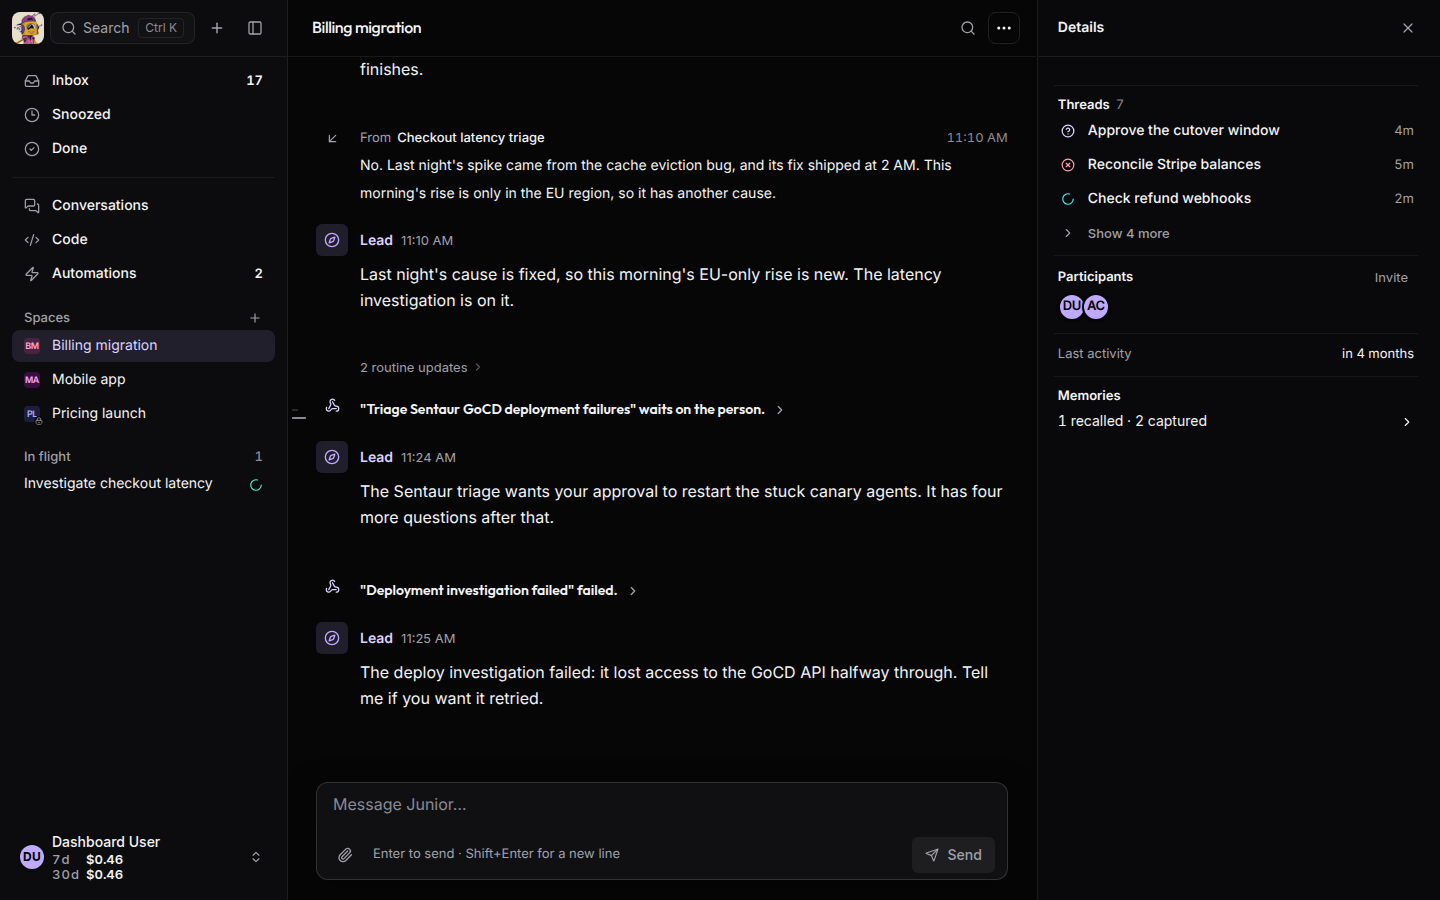 Search Ctrl K
Inbox 17
Snoozed
Done
Conversations
Code
Automations 2
Spaces
BM Billing migration
MA Mobile app
PL Pricing launch
In flight 1
Investigate checkout latency
DU Dashboard User
7d $0.46
30d $0.46
Billing migration
finishes.
From Checkout latency triage 11:10 AM
No. Last night's spike came from the cache eviction bug, and its fix shipped at 2 AM. This
morning's rise is only in the EU region, so it has another cause.
Lead 11:10 AM
Last night's cause is fixed, so this morning's EU-only rise is new. The latency
investigation is on it.
2 routine updates
"Triage Sentaur GoCD deployment failures" waits on the person.
Lead 11:24 AM
The Sentaur triage wants your approval to restart the stuck canary agents. It has four
more questions after that.
"Deployment investigation failed" failed.
Lead 11:25 AM
The deploy investigation failed: it lost access to the GoCD API halfway through. Tell
me if you want it retried.
Message Junior...
Enter to send · Shift+Enter for a new line
Send
Details
Threads 7
Approve the cutover window 4m
Reconcile Stripe balances 5m
Check refund webhooks 2m
Show 4 more
Participants Invite
DU AC
Last activity in 4 months
Memories
1 recalled · 2 captured